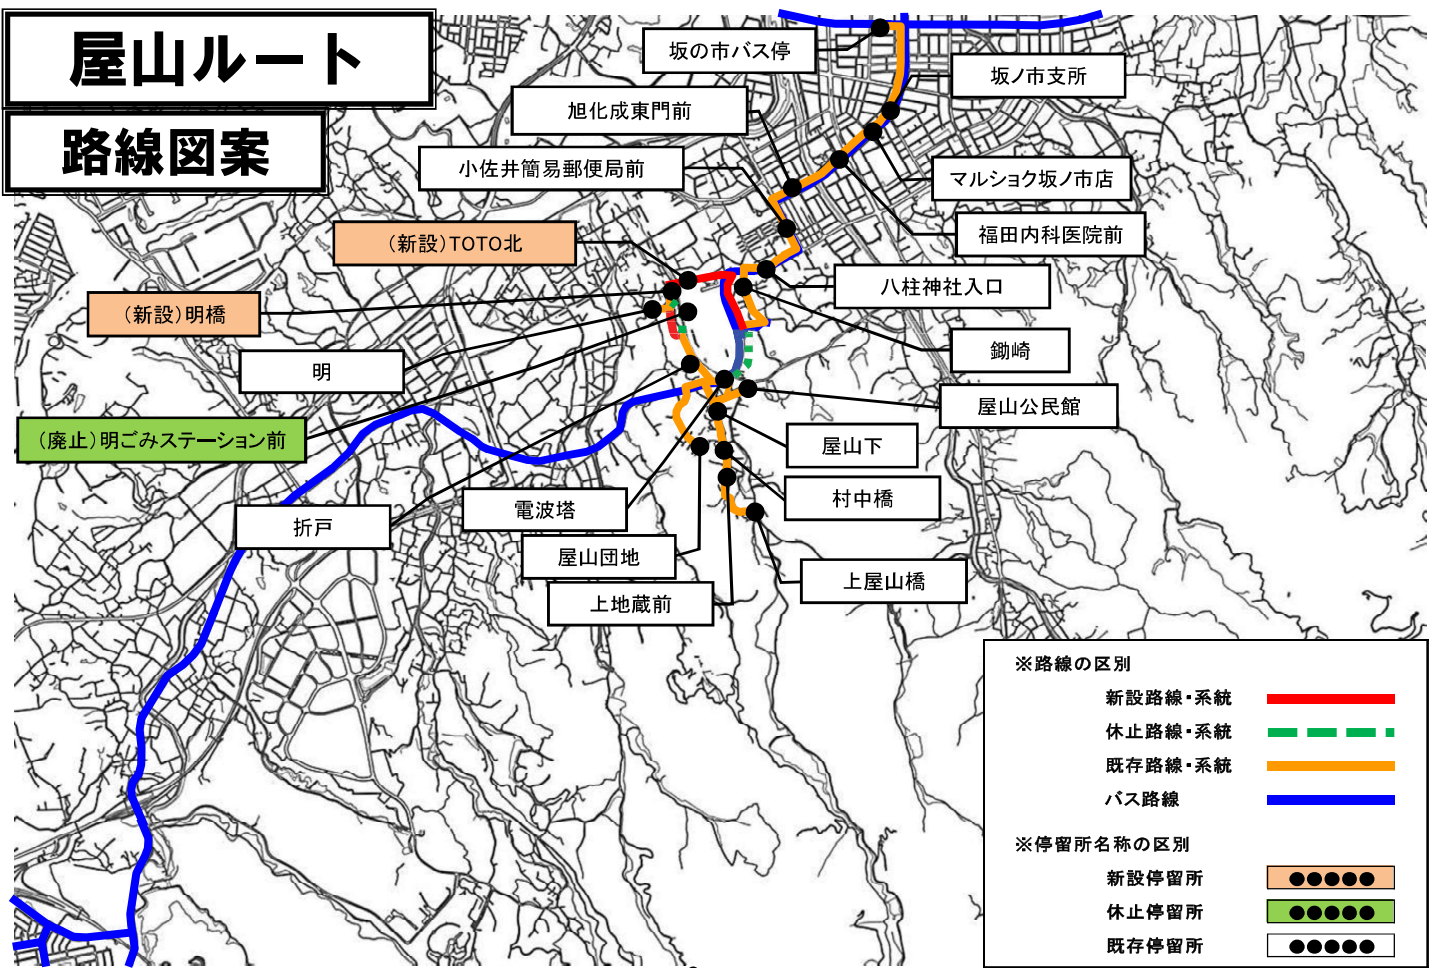 屋山ルート
路線図案
坂の市バス停
坂ノ市支所
旭化成東門前
小佐井簡易郵便局前
マルショク坂ノ市店
福田内科医院前
（新設）TOTO北
八柱神社入口
（新設）明橋
鋤崎
明
屋山公民館
（廃止）明ごみステーション前
屋山下
村中橋
電波塔
折戸
屋山団地
上屋山橋
上地蔵前
※路線の区別
新設路線・系統
休止路線・系統
既存路線・系統
バス路線
※停留所名称の区別
新設停留所 ●●●●●
休止停留所 ●●●●●
既存停留所 ●●●●●